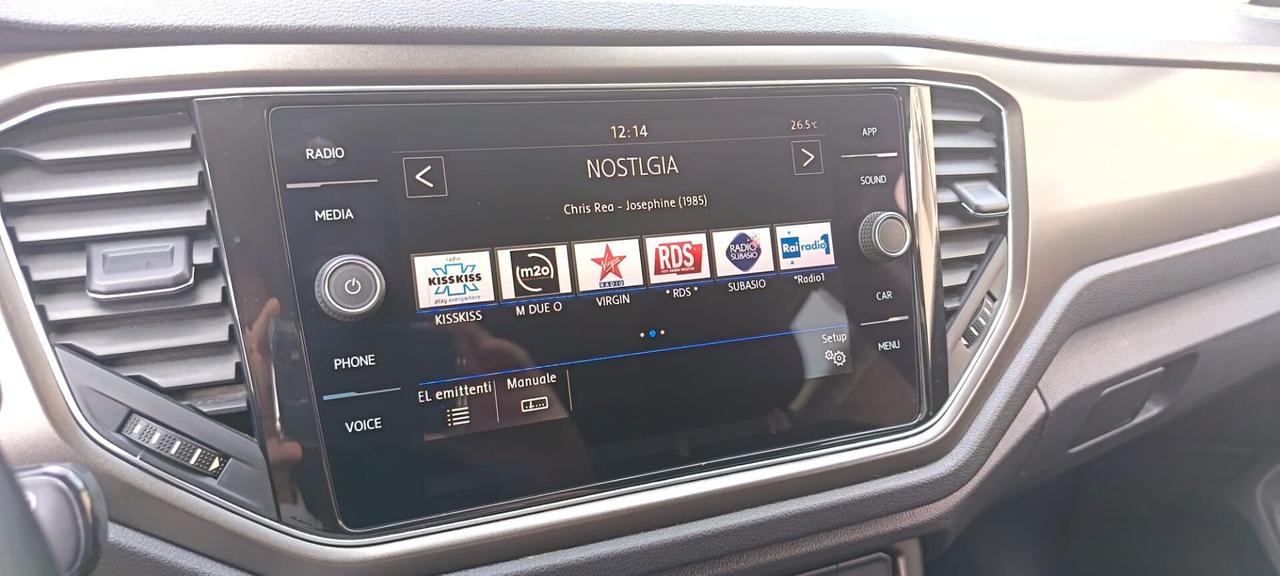 12:14
26.5°C
RADIO
MEDIA
PHONE
VOICE
NOSTLGIA
Chris Rea - Josephine (1985)
radio
KISSKISS
play everywhere
(m2o)
Virgin
RADIO
RDS
RADIO
SUBASIO
Rai radio 1
KISSKISS
M DUE O
VIRGIN
* RDS *
SUBASIO
*Radio1
Setup
EL emittenti
Manuale
APP
SOUND
CAR
MENU